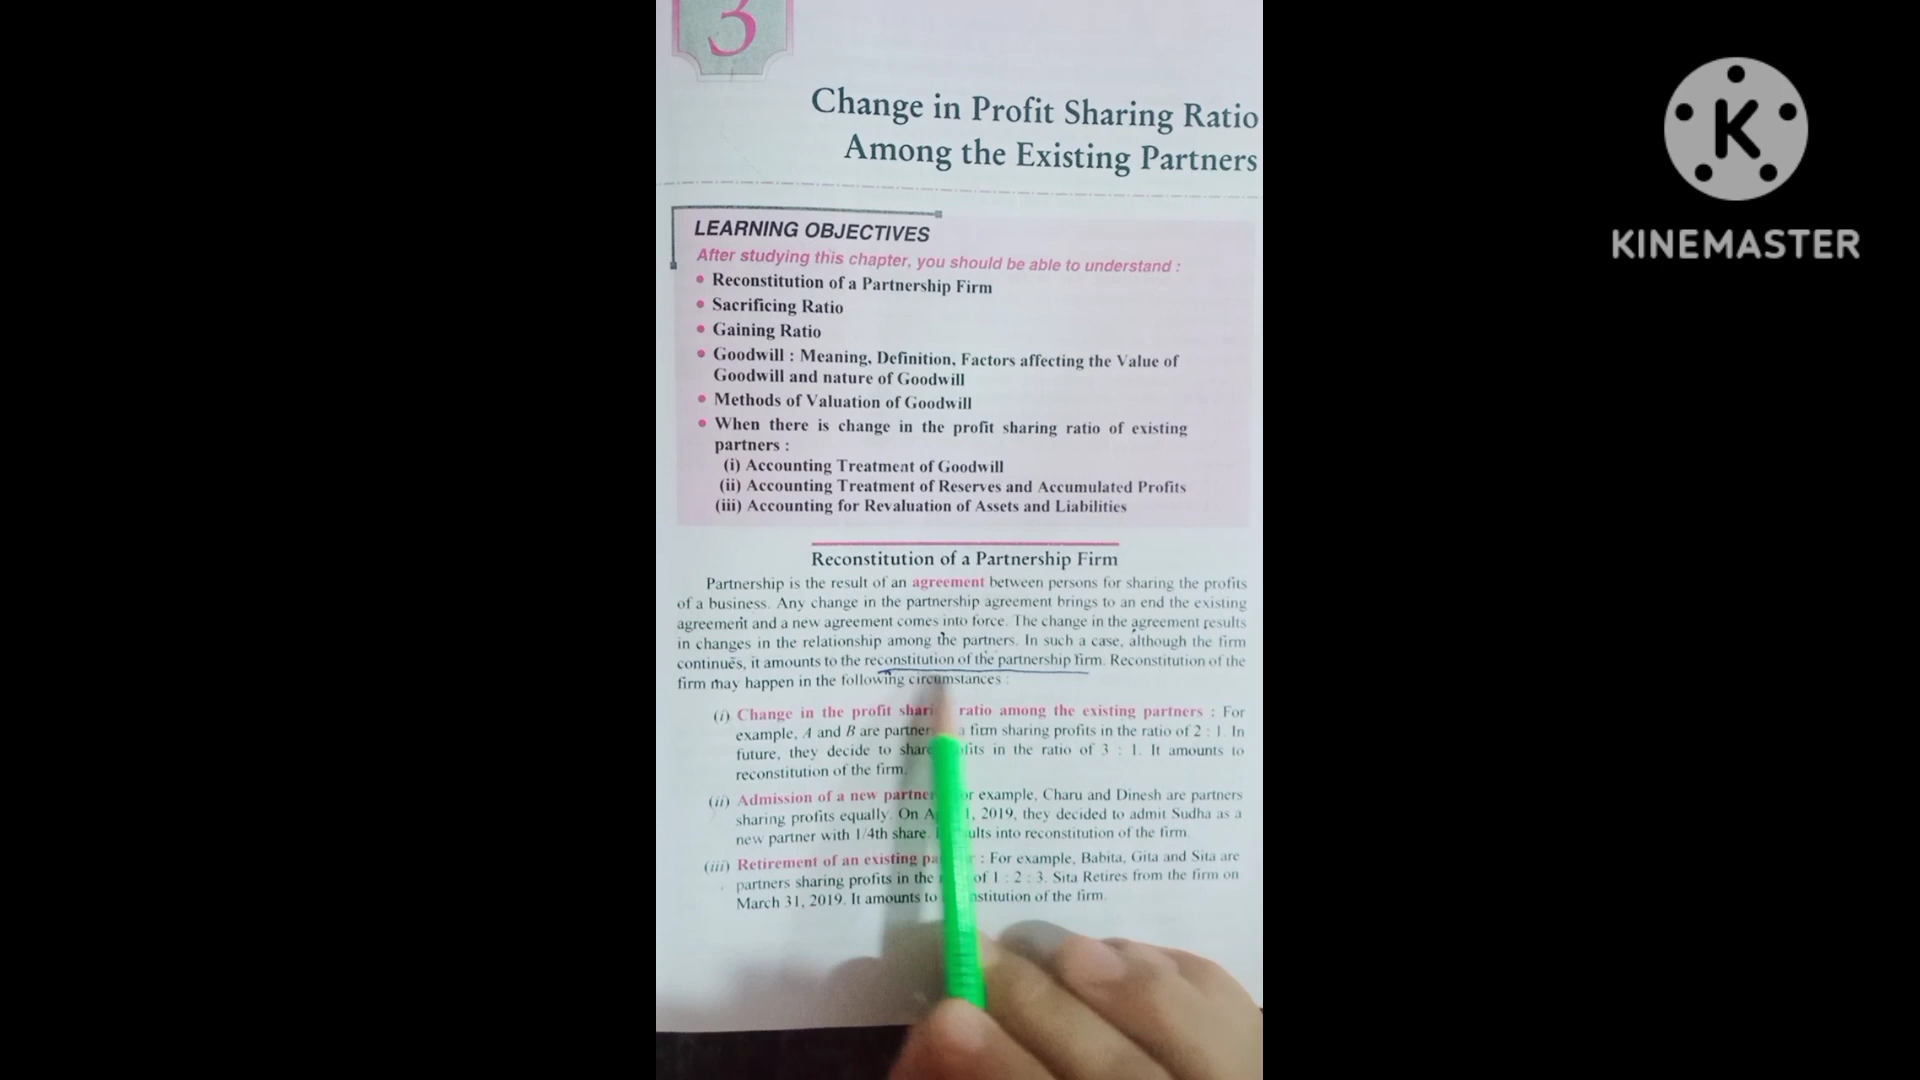 3
Change in Profit Sharing Ratio
Among the Existing Partners
LEARNING OBJECTIVES
After studying this chapter, you should be able to understand :
• Reconstitution of a Partnership Firm
• Sacrificing Ratio
• Gaining Ratio
• Goodwill : Meaning, Definition, Factors affecting the Value of
Goodwill and nature of Goodwill
• Methods of Valuation of Goodwill
• When there is change in the profit sharing ratio of existing
partners :
(i) Accounting Treatment of Goodwill
(ii) Accounting Treatment of Reserves and Accumulated Profits
(iii) Accounting for Revaluation of Assets and Liabilities
Reconstitution of a Partnership Firm
Partnership is the result of an agreement between persons for sharing the profits
of a business. Any change in the partnership agreement brings to an end the existing
agreement and a new agreement comes into force. The change in the agreement results
in changes in the relationship among the partners. In such a case, although the firm
continues, it amounts to the reconstitution of the partnership firm. Reconstitution of the
firm may happen in the following circumstances :
(i) Change in the profit ratio among the existing partners : For
example, A and B are a firm sharing profits in the ratio of 2 : 1. In
future, they decide to share in the ratio of 3 : 1. It amounts to
reconstitution of the firm.
(ii) Admission of a new partner example, Charu and Dinesh are partners
sharing profits equally. On 1, 2019, they decided to admit Sudha as a
new partner with 1/4th share. into reconstitution of the firm.
(iii) Retirement of an existing : For example, Babita, Gita and Sita are
partners sharing profits in the of 1 : 2 : 3. Sita Retires from the firm on
March 31, 2019. It amounts to of the firm.
K
KINEMASTER